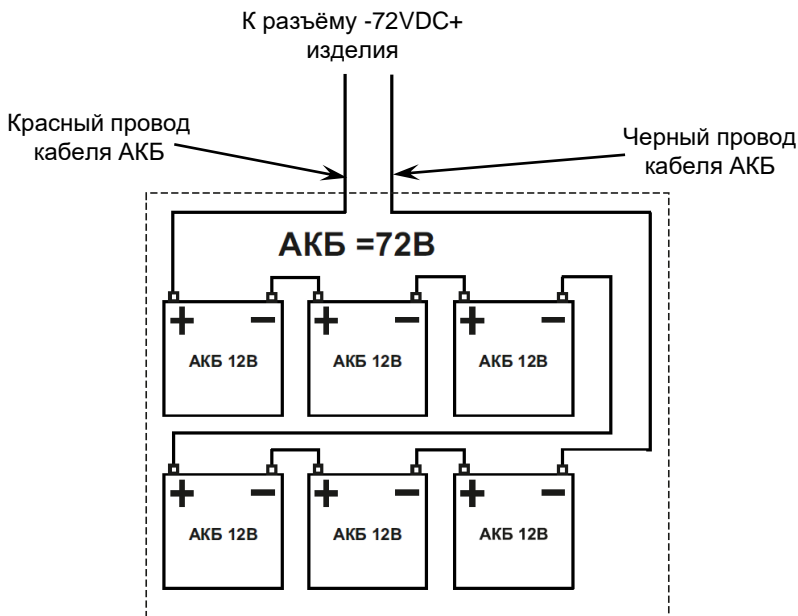 К разъёму -72VDC+
изделия
Красный провод
кабеля АКБ
Черный провод
кабеля АКБ
АКБ =72В
+ − + − + −
АКБ 12В АКБ 12В АКБ 12В
+ − + − + −
АКБ 12В АКБ 12В АКБ 12В